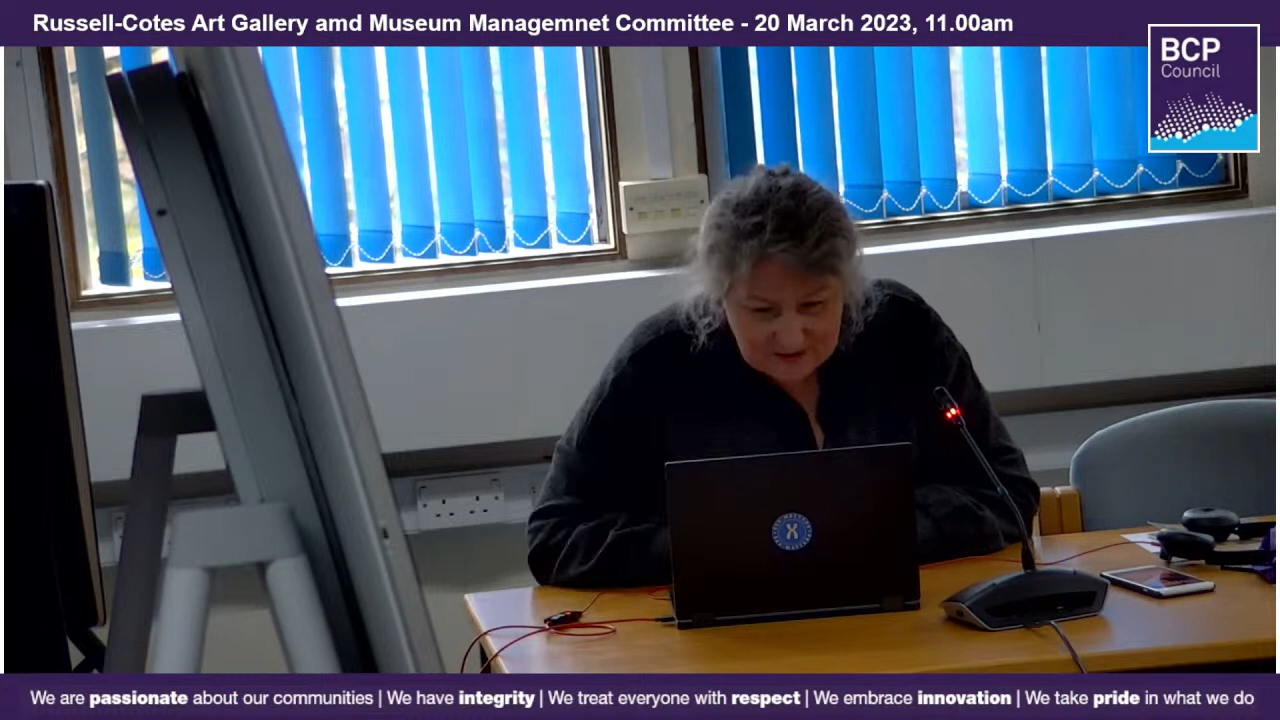 Russell-Cotes Art Gallery amd Museum Managemnet Committee - 20 March 2023, 11.00am
BCP
Council
We are passionate about our communities | We have integrity | We treat everyone with respect | We embrace innovation | We take pride in what we do